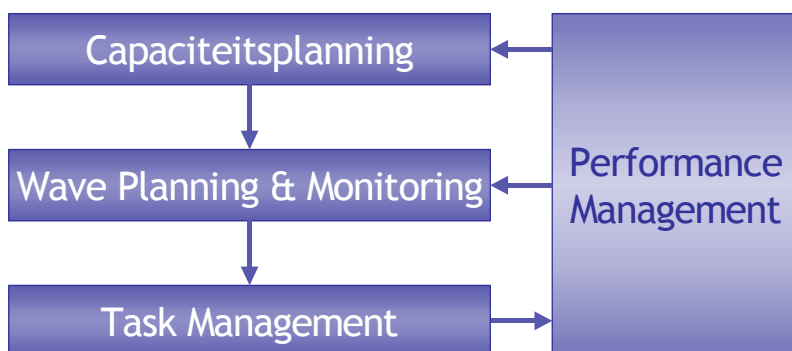 Capaciteitsplanning
Wave Planning & Monitoring
Task Management
Performance
Management